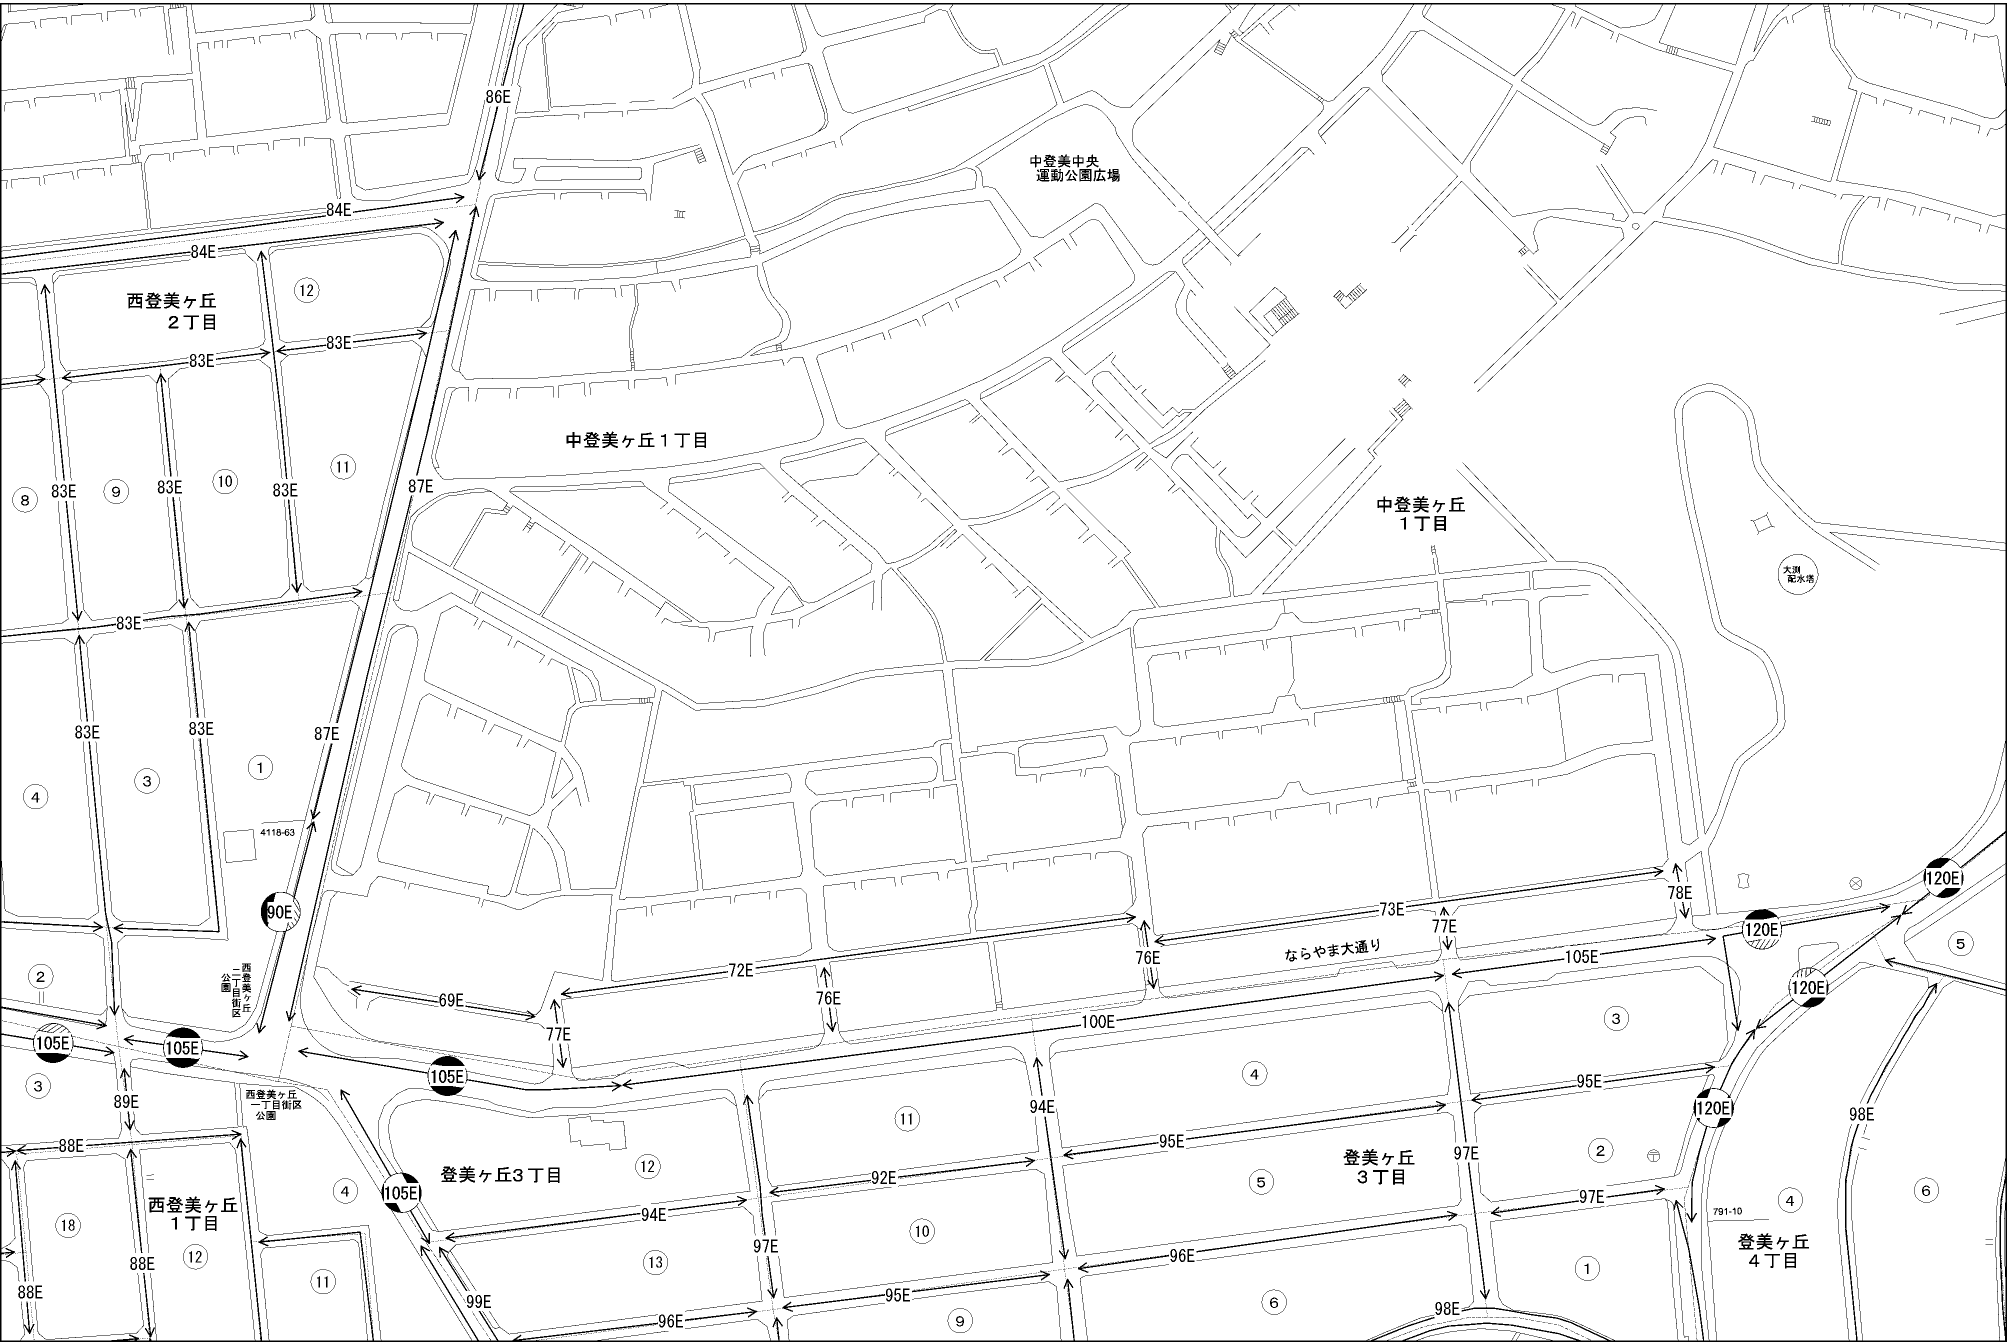 86E
中登美中央
運動公園広場
84E
84E
西登美ヶ丘
２丁目
12
83E
83E
中登美ヶ丘１丁目
11
10
9
8
83E
83E
83E
87E
中登美ヶ丘
１丁目
大渕
配水塔
83E
83E
83E
87E
1
3
4
4118-63
90E
120E
78E
73E
77E
120E
ならやま大通り
5
76E
105E
72E
2
西登美ヶ丘
二丁目街区
公園
69E
76E
120E
77E
100E
3
105E
105E
105E
4
3
95E
西登美ヶ丘
一丁目街区
公園
89E
94E
11
120E
98E
88E
95E
登美ヶ丘
３丁目
97E
2
登美ヶ丘３丁目
12
92E
5
4
105E
97E
4
6
西登美ヶ丘
１丁目
18
12
94E
791-10
10
97E
登美ヶ丘
４丁目
88E
13
96E
1
11
88E
99E
95E
6
98E
96E
9